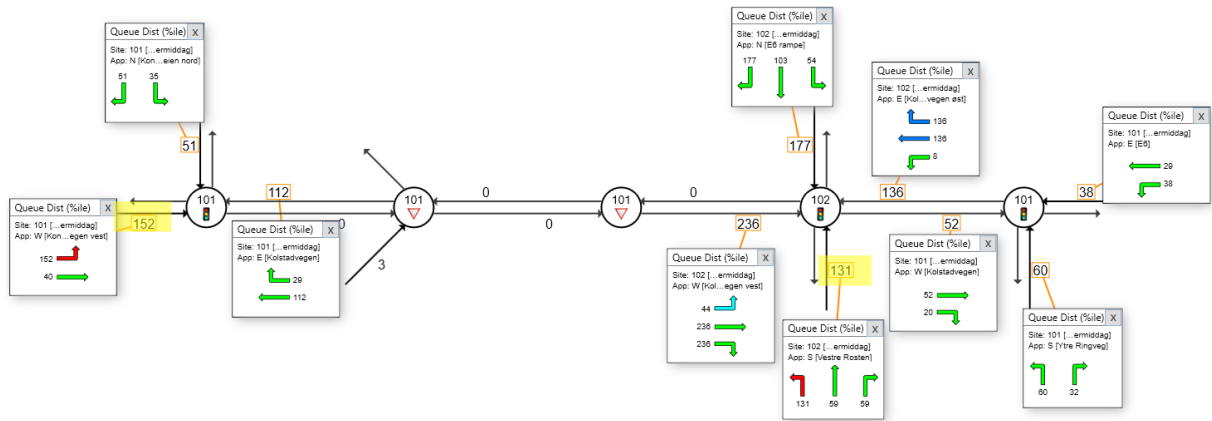 Queue Dist (%ile) x
Site: 101 [...ermiddag]
App: N [Kon...eien nord]
51 35
51
101
Queue Dist (%ile) x
Site: 101 [...ermiddag]
App: W [Kon...egen vest]
152
40
152
0
112
Queue Dist (%ile) x
Site: 101 [...ermiddag]
App: E [Kolstadvegen]
29
112
101
3
0
0
101
0
Queue Dist (%ile) x
Site: 102 [...ermiddag]
App: N [E6 rampe]
177 103 54
177
102
236
Queue Dist (%ile) x
Site: 102 [...ermiddag]
App: W [Kol...egen vest]
44
236
236
131
Queue Dist (%ile) x
Site: 102 [...ermiddag]
App: S [Vestre Rosten]
131 59 59
Queue Dist (%ile) x
Site: 102 [...ermiddag]
App: E [Kol...vegen øst]
136
136
8
136
52
Queue Dist (%ile) x
Site: 101 [...ermiddag]
App: W [Kolstadvegen]
52
20
101
Queue Dist (%ile) x
Site: 101 [...ermiddag]
App: E [E6]
29
38
38
60
Queue Dist (%ile) x
Site: 101 [...ermiddag]
App: S [Ytre Ringveg]
60 32